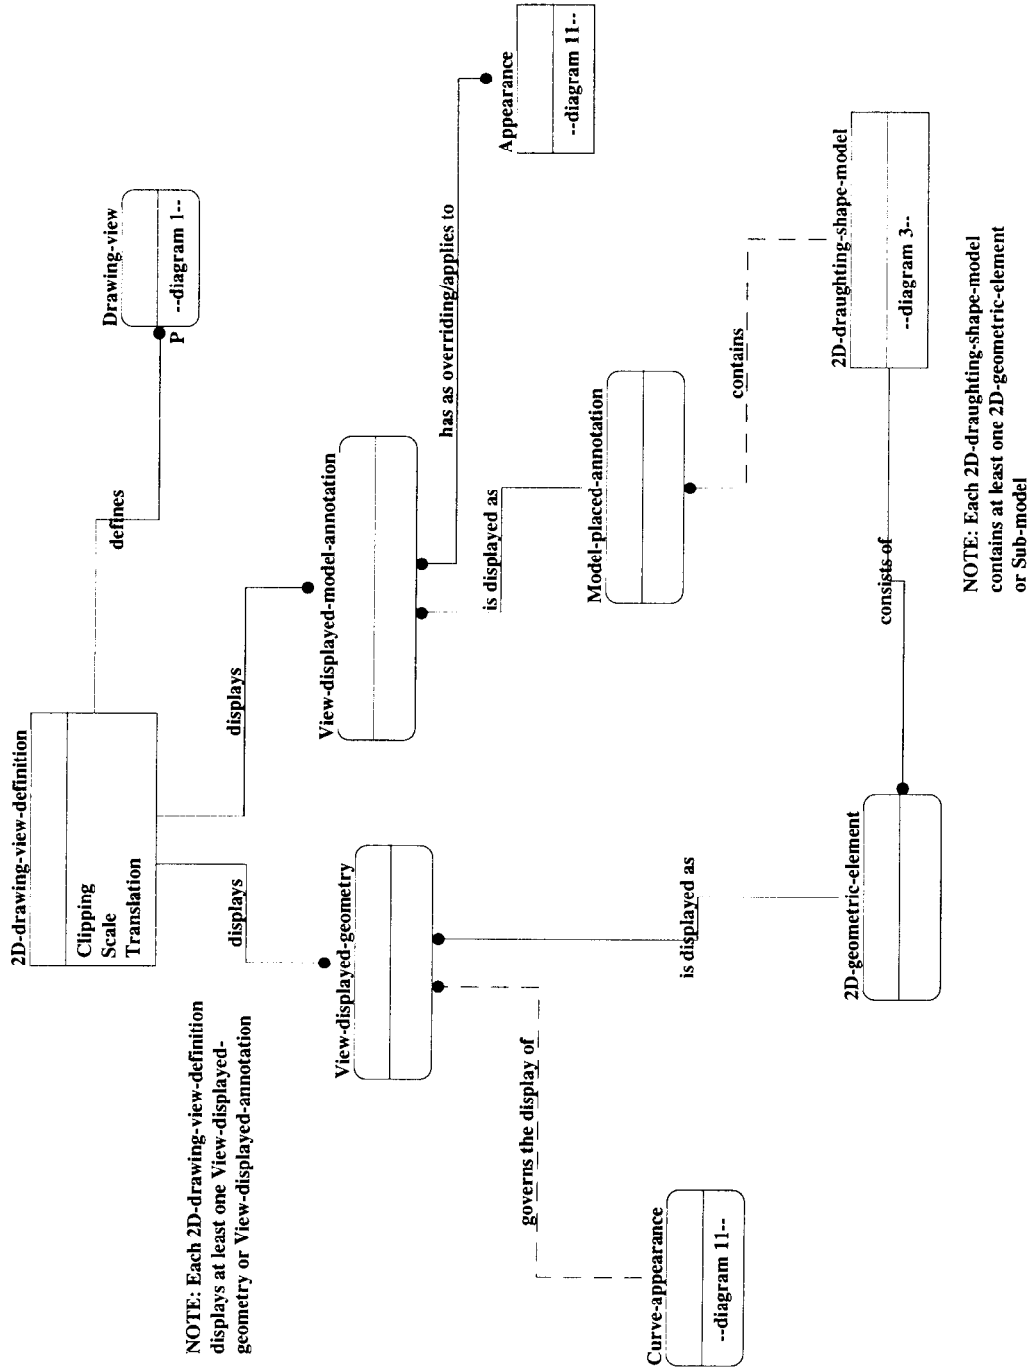 2D-drawing-view-definition
Clipping
Scale
Translation
defines
Drawing-view
--diagram 1--
P
NOTE: Each 2D-drawing-view-definition
displays at least one View-displayed-
geometry or View-displayed-annotation
displays
displays
View-displayed-geometry
View-displayed-model-annotation
has as overriding/applies to
Appearance
--diagram 11--
is displayed as
governs the display of
Model-placed-annotation
Curve-appearance
--diagram 11--
is displayed as
contains
2D-geometric-element
consists of
2D-draughting-shape-model
--diagram 3--
NOTE: Each 2D-draughting-shape-model
contains at least one 2D-geometric-element
or Sub-model